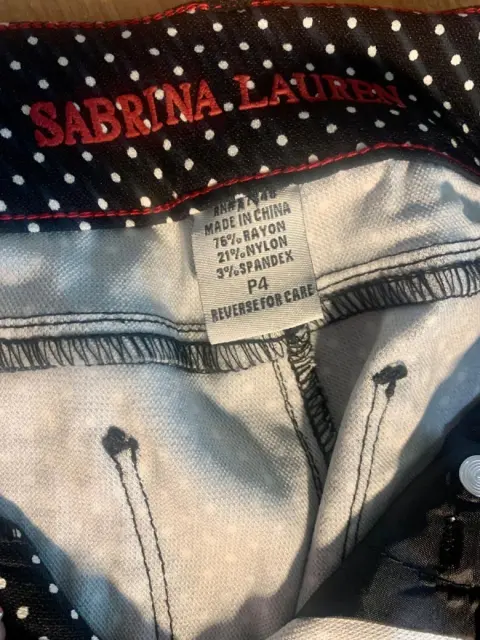 SABRINA LAUREN
MADE IN CHINA
76% RAYON
21% NYLON
3% SPANDEX
P4
REVERSE FOR CARE